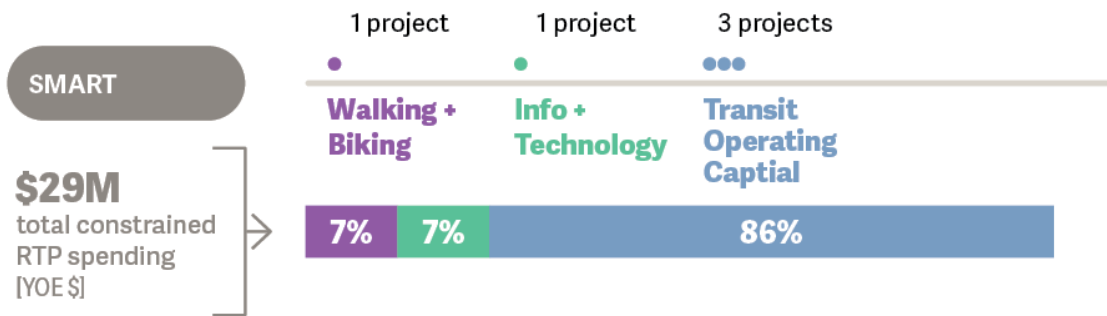 1 project
1 project
3 projects
SMART
Walking +
Biking
Info +
Technology
Transit
Operating
Captial
$29M
total constrained
RTP spending
[YOE $]
7%
7%
86%